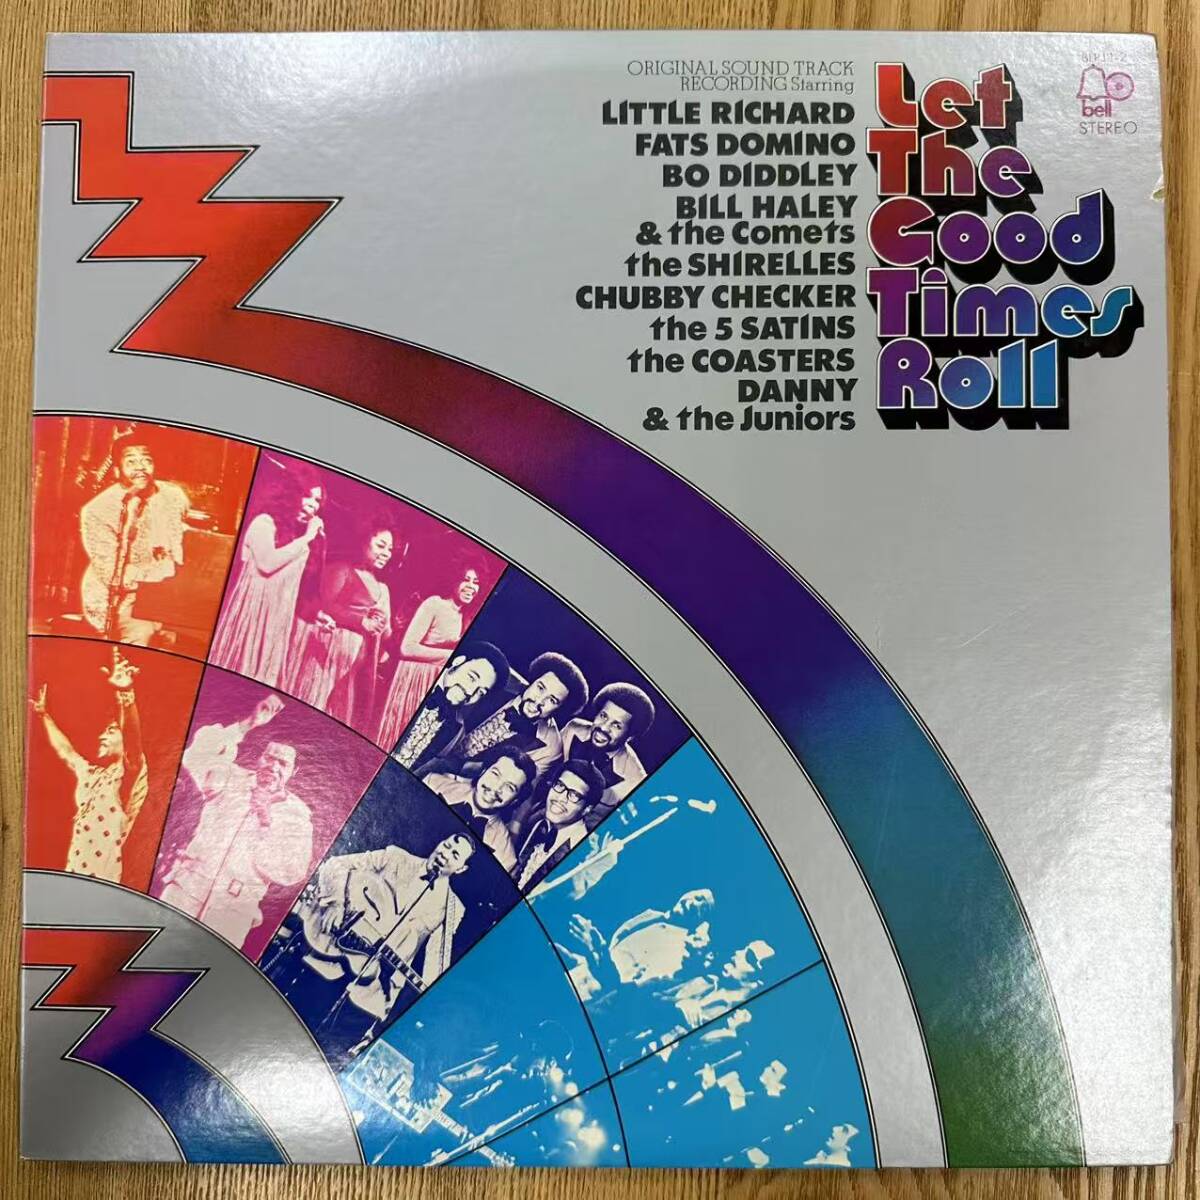 ORIGINAL SOUND TRACK
RECORDING Starring
LITTLE RICHARD
FATS DOMINO
BO DIDDLEY
BILL HALEY
& the Comets
the SHIRELLES
CHUBBY CHECKER
the 5 SATINS
the COASTERS
DANNY
& the Juniors
Let
The
Good
Times
Roll
bell
STEREO